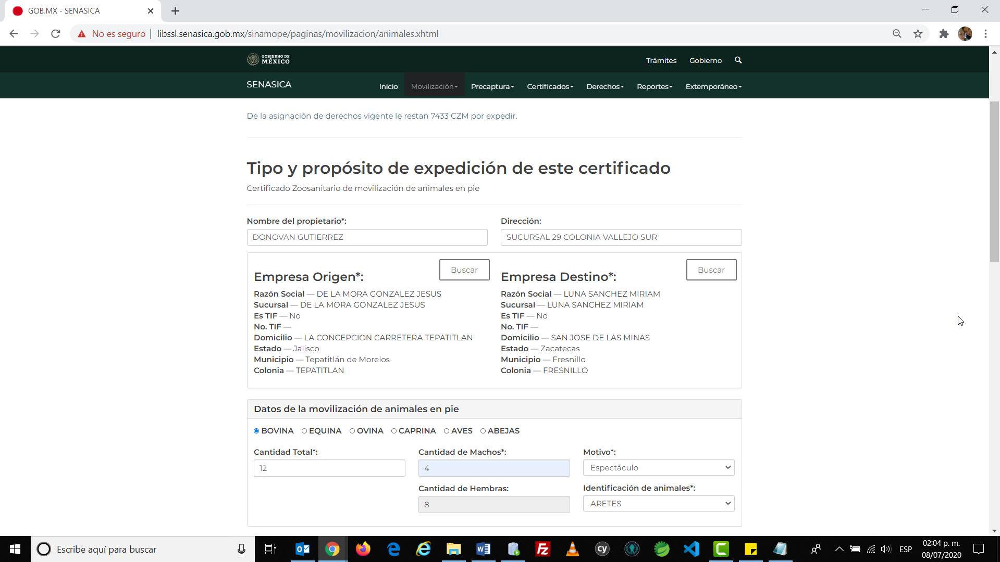 GOB.MX - SENASICA
No es seguro | libssl.senasica.gob.mx/sinamope/paginas/movilizacion/animales.xhtml
GOBIERNO DE MÉXICO
Trámites Gobierno
SENASICA
Inicio Movilización Precaptura Certificados Derechos Reportes Extemporáneo
De la asignación de derechos vigente le restan 7433 CZM por expedir.
Tipo y propósito de expedición de este certificado
Certificado Zoosanitario de movilización de animales en pie
Nombre del propietario*:
DONOVAN GUTIERREZ
Dirección:
SUCURSAL 29 COLONIA VALLEJO SUR
Empresa Origen*:
Buscar
Razón Social — DE LA MORA GONZALEZ JESUS
Sucursal — DE LA MORA GONZALEZ JESUS
Es TIF — No
No. TIF —
Domicilio — LA CONCEPCION CARRETERA TEPATITLAN
Estado — Jalisco
Municipio — Tepatitlán de Morelos
Colonia — TEPATITLAN
Empresa Destino*:
Buscar
Razón Social — LUNA SANCHEZ MIRIAM
Sucursal — LUNA SANCHEZ MIRIAM
Es TIF — No
No. TIF —
Domicilio — SAN JOSE DE LAS MINAS
Estado — Zacatecas
Municipio — Fresnillo
Colonia — FRESNILLO
Datos de la movilización de animales en pie
BOVINA EQUINA OVINA CAPRINA AVES ABEJAS
Cantidad Total*:
12
Cantidad de Machos*:
4
Motivo*:
Espectáculo
Cantidad de Hembras:
8
Identificación de animales*:
ARETES
Escribe aquí para buscar
cy
ESP
02:04 p. m.
08/07/2020